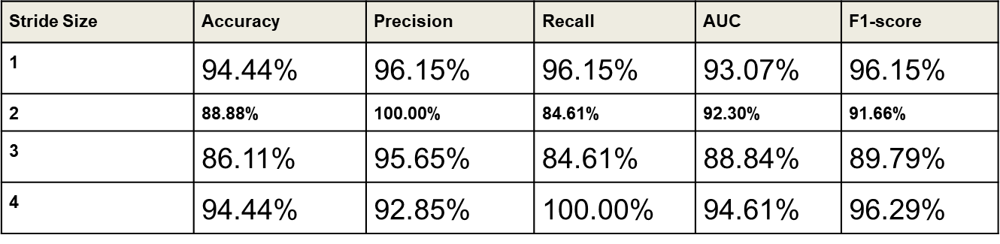 Stride Size Accuracy Precision Recall AUC F1-score
1 94.44% 96.15% 96.15% 93.07% 96.15%
2 88.88% 100.00% 84.61% 92.30% 91.66%
3 86.11% 95.65% 84.61% 88.84% 89.79%
4 94.44% 92.85% 100.00% 94.61% 96.29%